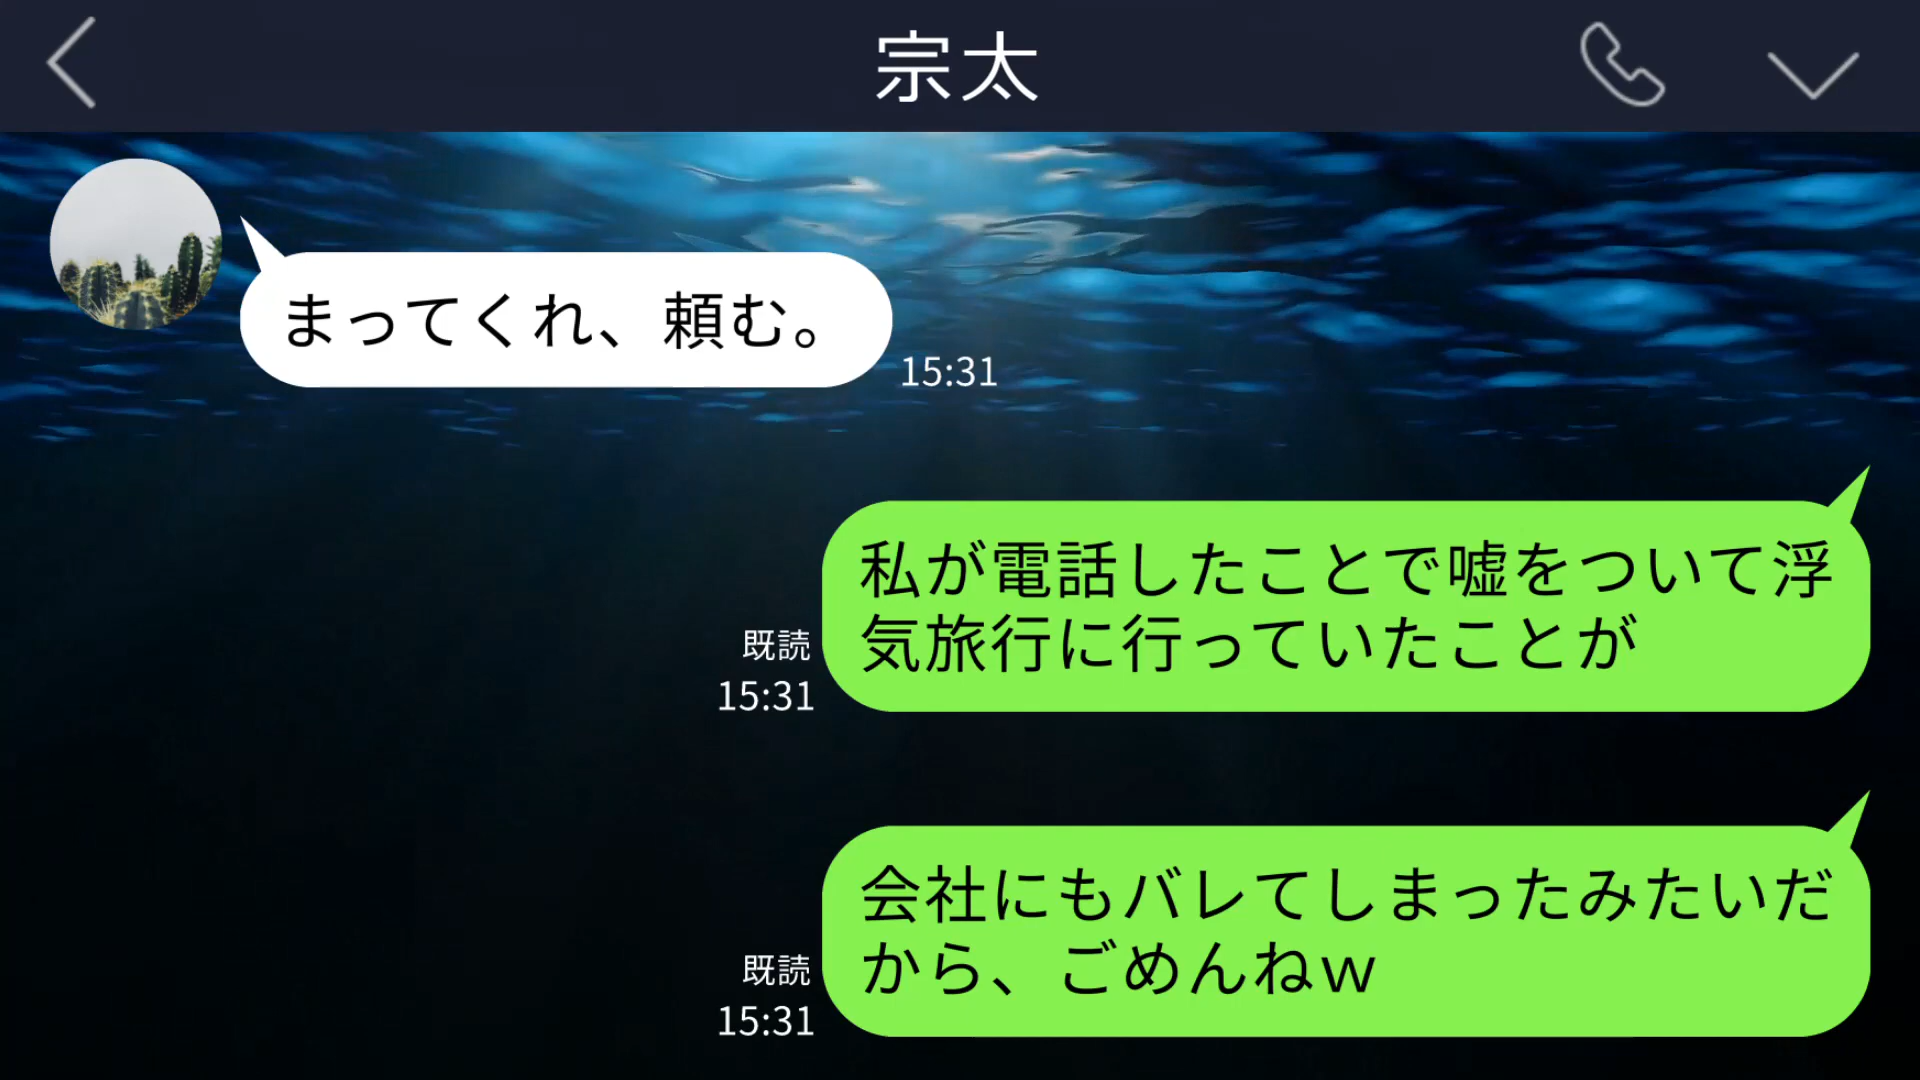 宗太
まってくれ、頼む。
15:31
私が電話したことで嘘をついて浮
気旅行に行っていたことが
既読
15:31
会社にもバレてしまったみたいだ
から、ごめんねw
既読
15:31